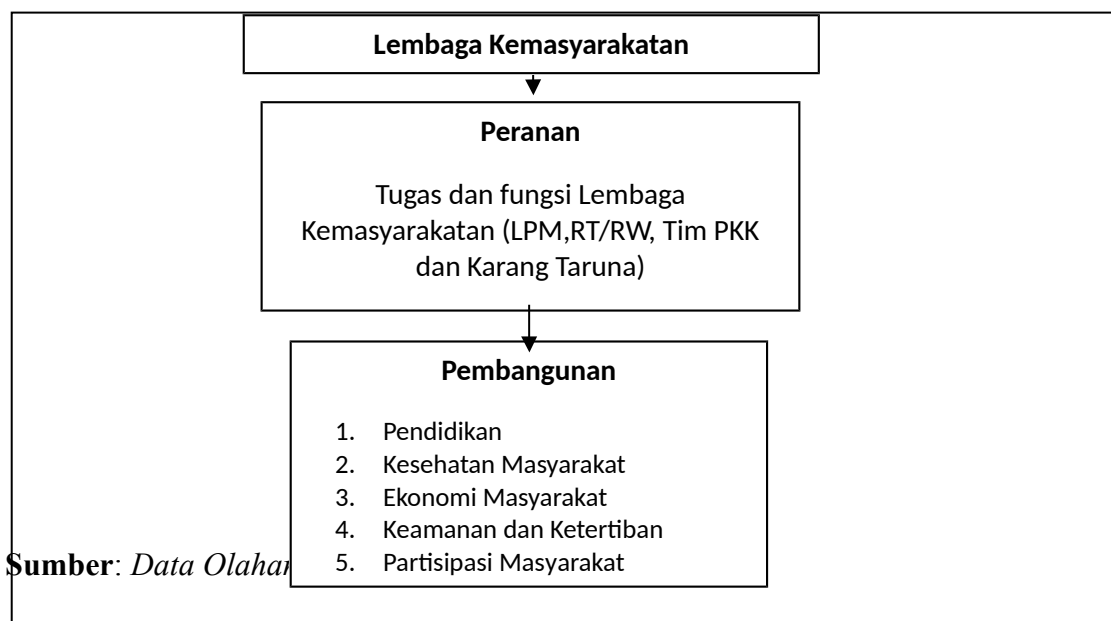 Lembaga Kemasyarakatan
Peranan
Tugas dan fungsi Lembaga
Kemasyarakatan (LPM,RT/RW, Tim PKK
dan Karang Taruna)
Pembangunan
1. Pendidikan
2. Kesehatan Masyarakat
3. Ekonomi Masyarakat
4. Keamanan dan Ketertiban
5. Partisipasi Masyarakat
Sumber: Data Olahan